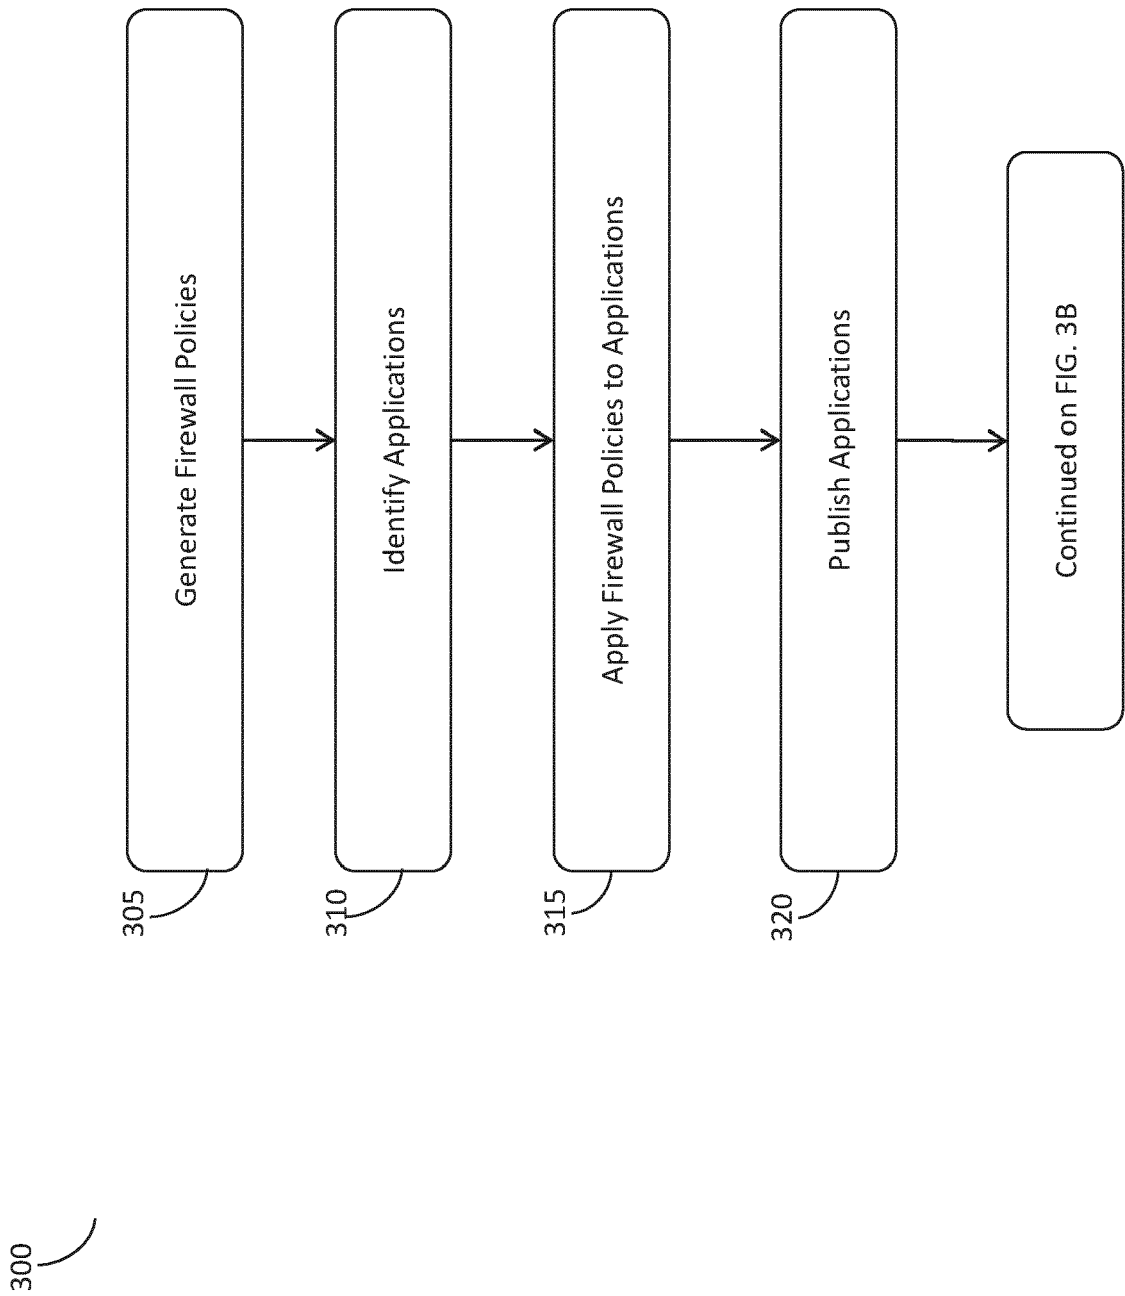 300
305
Generate Firewall Policies
310
Identify Applications
315
Apply Firewall Policies to Applications
320
Publish Applications
Continued on FIG. 3B